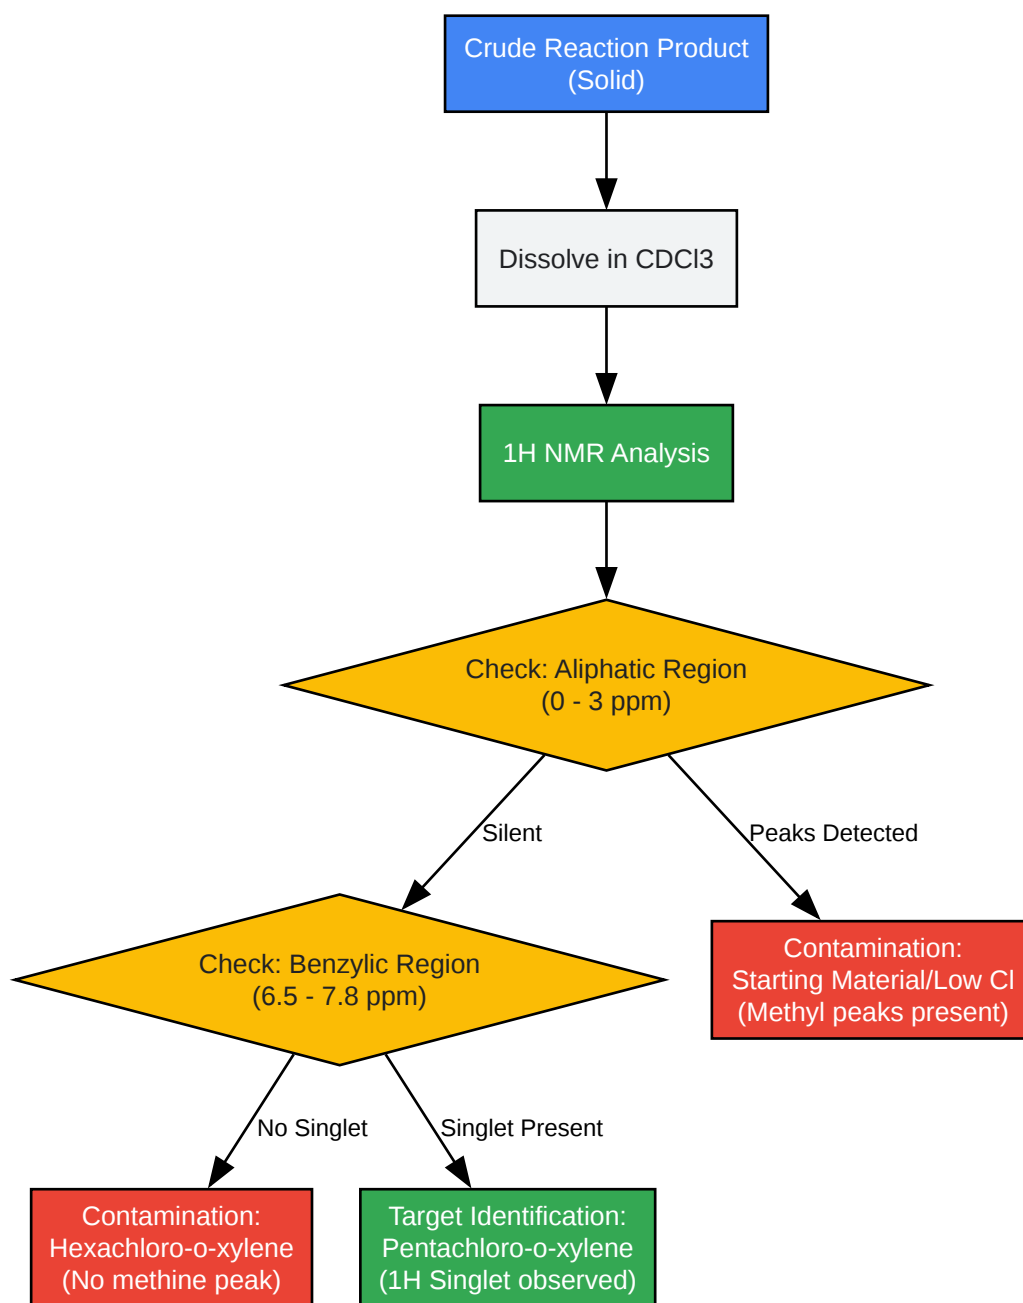 Crude Reaction Product
(Solid)
Dissolve in CDCl3
1H NMR Analysis
Check: Aliphatic Region
(0 - 3 ppm)
Silent
Peaks Detected
Check: Benzylic Region
(6.5 - 7.8 ppm)
Contamination:
Starting Material/Low Cl
(Methyl peaks present)
No Singlet
Singlet Present
Contamination:
Hexachloro-o-xylene
(No methine peak)
Target Identification:
Pentachloro-o-xylene
(1H Singlet observed)